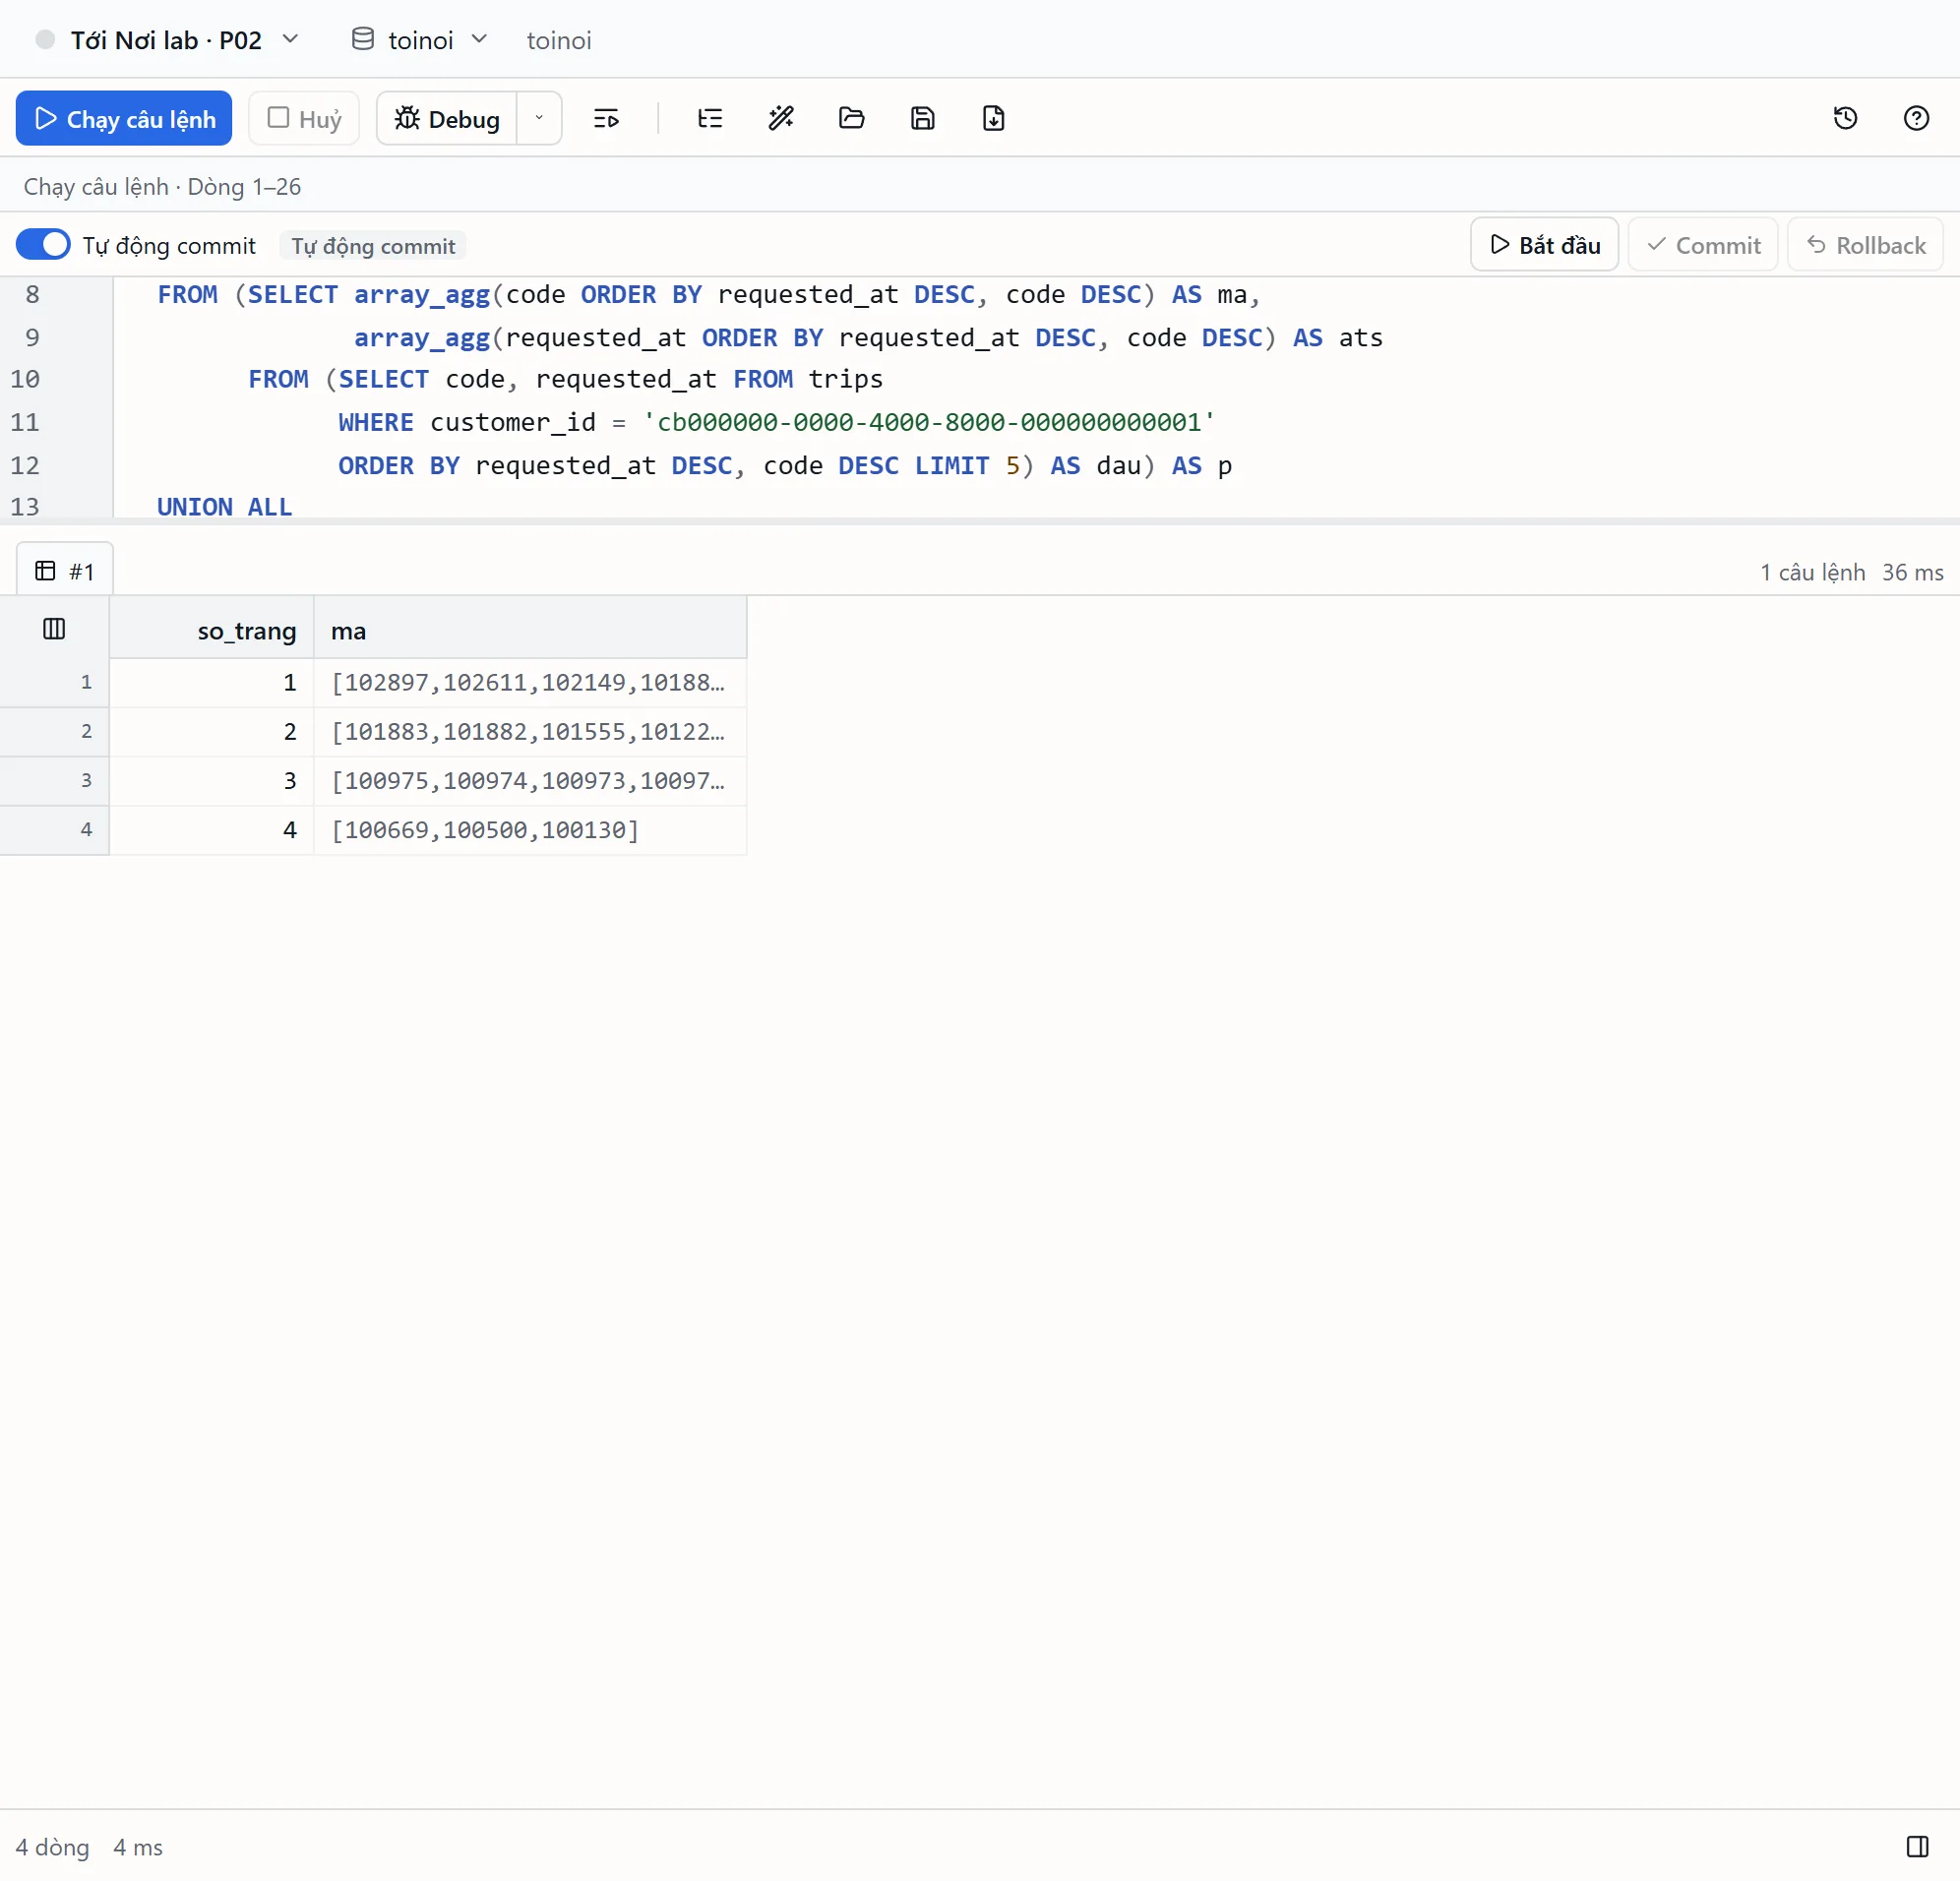 Tới Nơi lab · P02 toinoi toinoi
Chạy câu lệnh Huỷ Debug
Chạy câu lệnh · Dòng 1–26
Tự động commit Tự động commit Bắt đầu Commit Rollback
8 FROM (SELECT array_agg(code ORDER BY requested_at DESC, code DESC) AS ma,
9 array_agg(requested_at ORDER BY requested_at DESC, code DESC) AS ats
10 FROM (SELECT code, requested_at FROM trips
11 WHERE customer_id = 'cb000000-0000-4000-8000-000000000001'
12 ORDER BY requested_at DESC, code DESC LIMIT 5) AS dau) AS p
13 UNION ALL
#1 1 câu lệnh 36 ms
so_trang ma
1 1 [102897,102611,102149,10188…
2 2 [101883,101882,101555,10122…
3 3 [100975,100974,100973,10097…
4 4 [100669,100500,100130]
4 dòng 4 ms